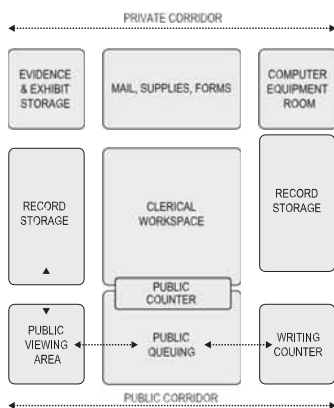 PRIVATE CORRIDOR
EVIDENCE
& EXHIBIT
STORAGE
MAIL, SUPPLIES, FORMS
COMPUTER
EQUIPMENT
ROOM
RECORD
STORAGE
CLERICAL
WORKSPACE
RECORD
STORAGE
PUBLIC
COUNTER
PUBLIC
VIEWING
AREA
PUBLIC
QUEUING
WRITING
COUNTER
PUBLIC CORRIDOR